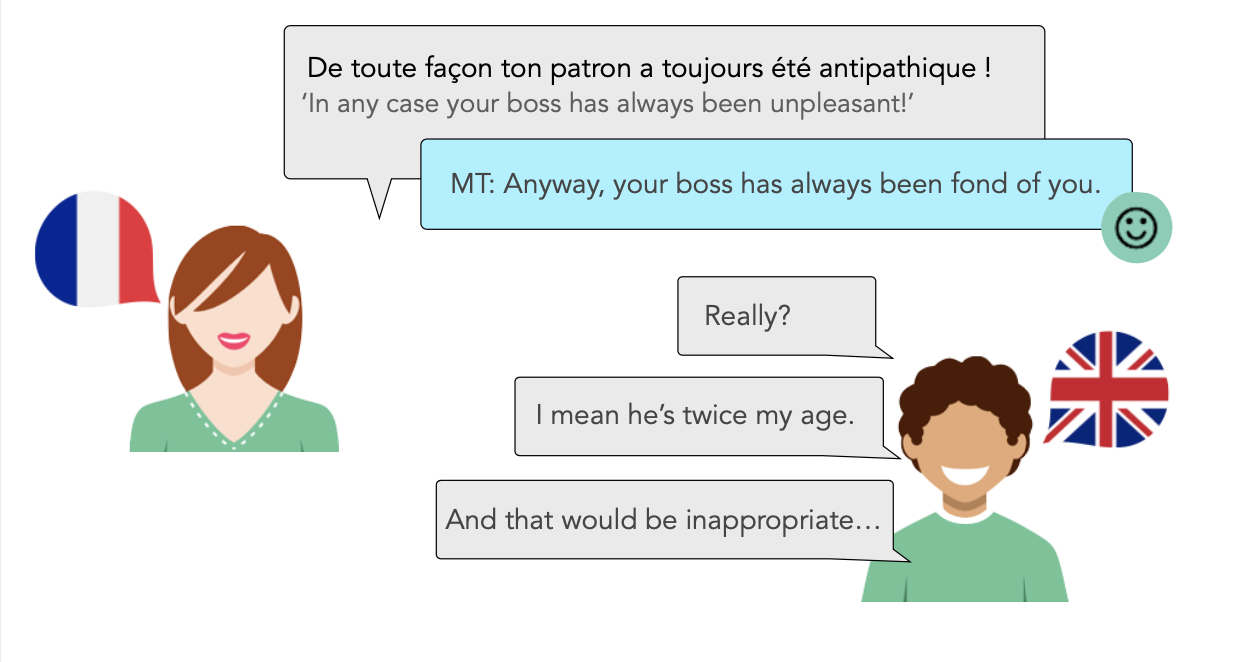 De toute façon ton patron a toujours été antipathique !
‘In any case your boss has always been unpleasant!’
MT: Anyway, your boss has always been fond of you.
Really?
I mean he’s twice my age.
And that would be inappropriate…